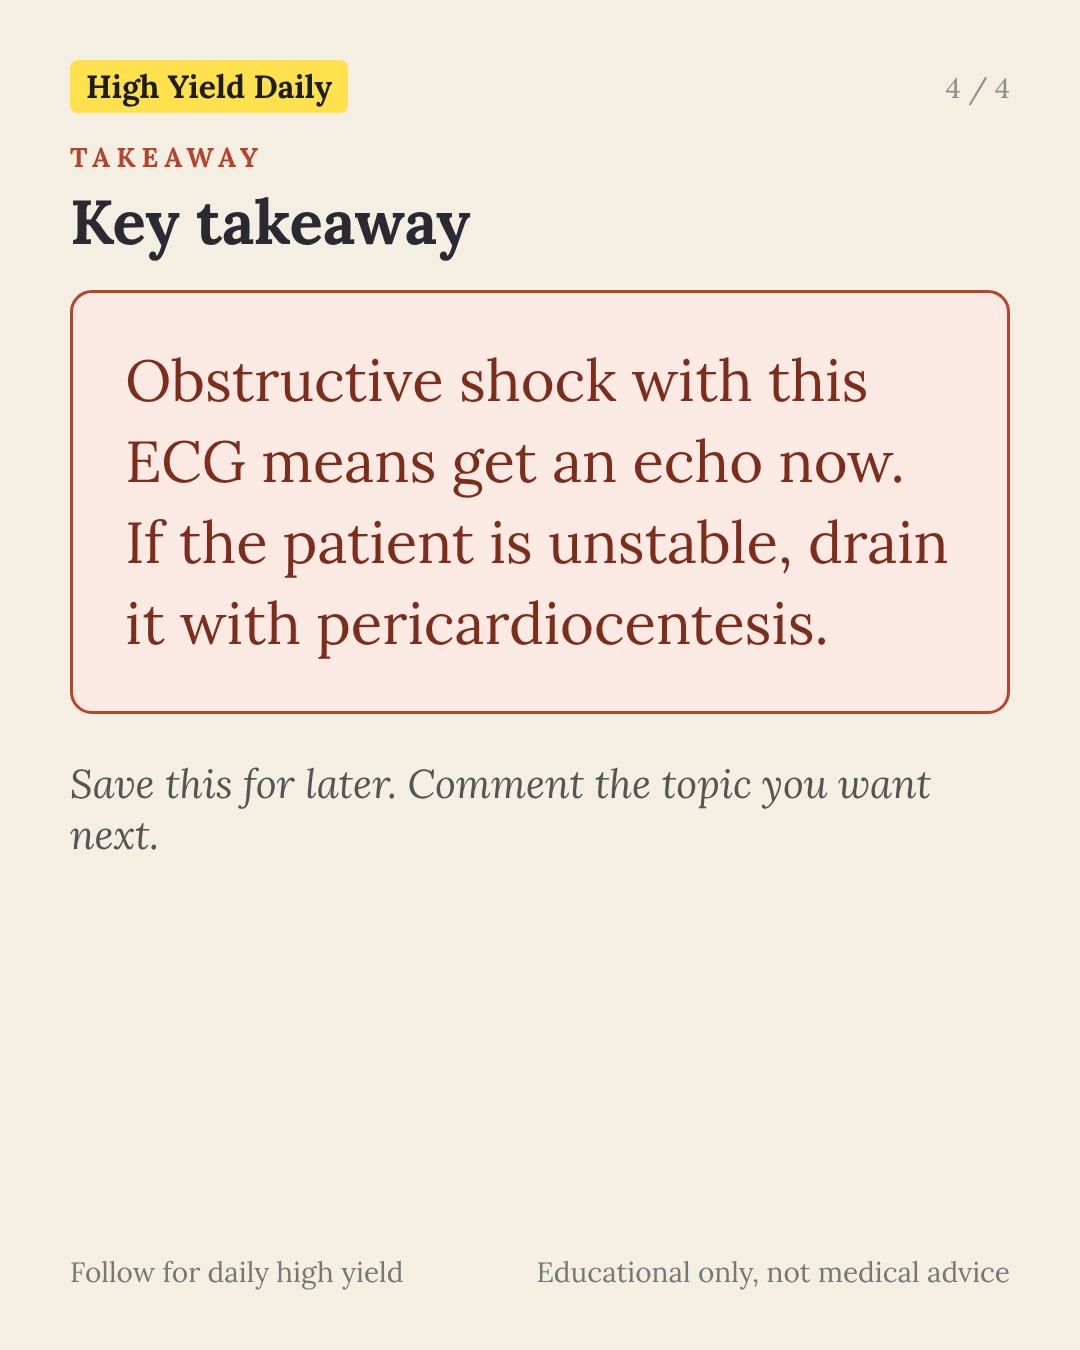 High Yield Daily
4 / 4
TAKEAWAY
Key takeaway
Obstructive shock with this
ECG means get an echo now.
If the patient is unstable, drain
it with pericardiocentesis.
Save this for later. Comment the topic you want
next.
Follow for daily high yield
Educational only, not medical advice